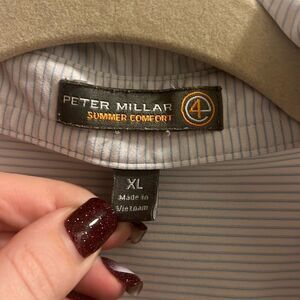 PETER MILLAR
SUMMER COMFORT
4
XL
Made in
Vietnam